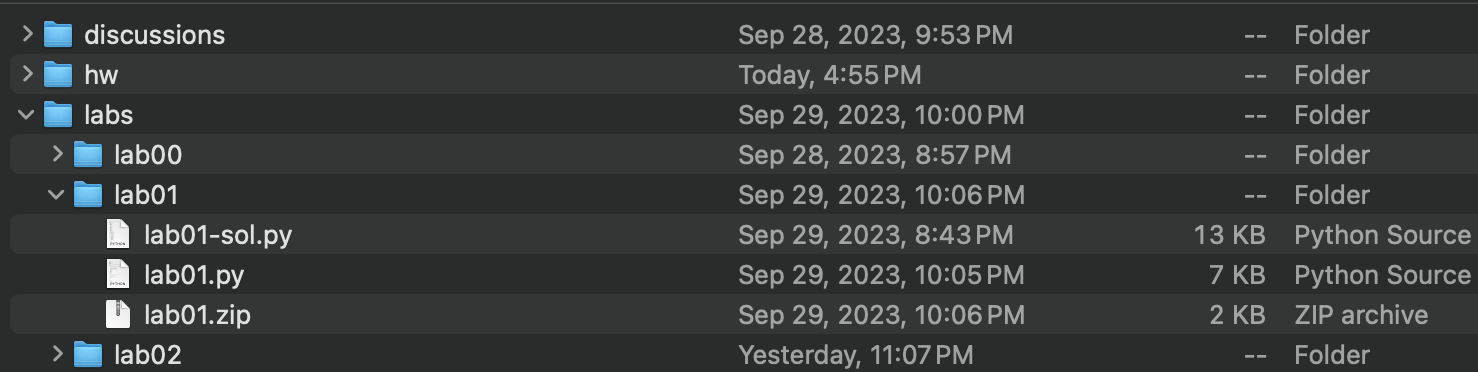 discussions Sep 28, 2023, 9:53 PM -- Folder
hw Today, 4:55 PM -- Folder
labs Sep 29, 2023, 10:00 PM -- Folder
lab00 Sep 28, 2023, 8:57 PM -- Folder
lab01 Sep 29, 2023, 10:06 PM -- Folder
lab01-sol.py Sep 29, 2023, 8:43 PM 13 KB Python Source
lab01.py Sep 29, 2023, 10:05 PM 7 KB Python Source
lab01.zip Sep 29, 2023, 10:06 PM 2 KB ZIP archive
lab02 Yesterday, 11:07 PM -- Folder